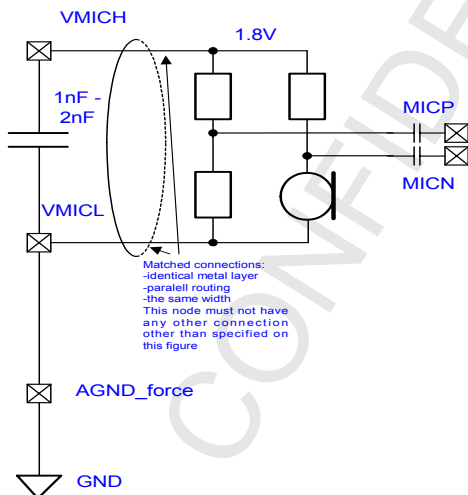 VMICH
1.8V
1nF -
2nF
MICP
MICN
VMICL
Matched connections:
-identical metal layer
-paralell routing
-the same width
This node must not have
any other connection
other than specified on
this figure
AGND_force
GND
CONFIDE